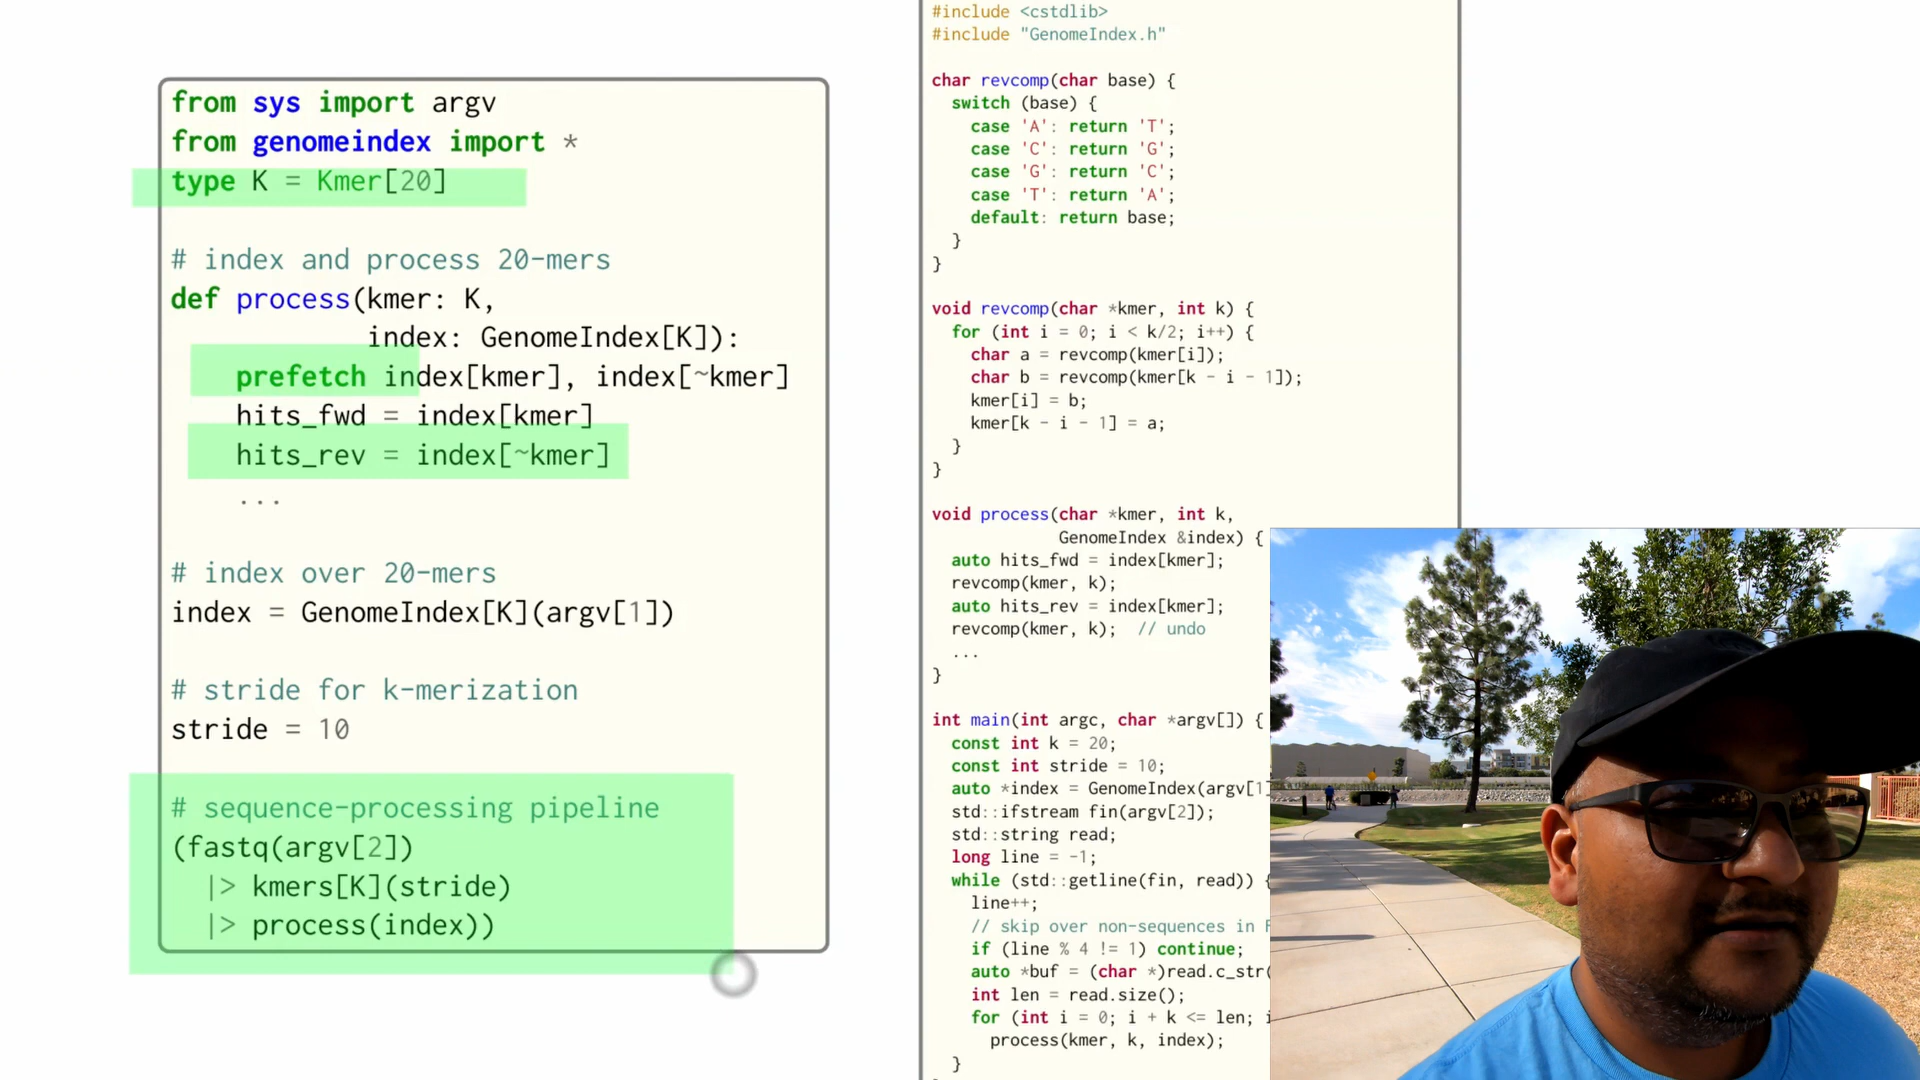 from sys import argv
from genomeindex import *
type K = Kmer[20]
# index and process 20-mers
def process(kmer: K,
            index: GenomeIndex[K]):
    prefetch index[kmer], index[~kmer]
    hits_fwd = index[kmer]
    hits_rev = index[~kmer]
    ...
# index over 20-mers
index = GenomeIndex[K](argv[1])
# stride for k-merization
stride = 10
# sequence-processing pipeline
(fastq(argv[2])
  |> kmers[K](stride)
  |> process(index))
#include <cstdlib>
#include "GenomeIndex.h"
char revcomp(char base) {
  switch (base) {
    case 'A': return 'T';
    case 'C': return 'G';
    case 'G': return 'C';
    case 'T': return 'A';
    default: return base;
  }
}
void revcomp(char *kmer, int k) {
  for (int i = 0; i < k/2; i++) {
    char a = revcomp(kmer[i]);
    char b = revcomp(kmer[k - i - 1]);
    kmer[i] = b;
    kmer[k - i - 1] = a;
  }
}
void process(char *kmer, int k,
             GenomeIndex &index) {
  auto hits_fwd = index[kmer];
  revcomp(kmer, k);
  auto hits_rev = index[kmer];
  revcomp(kmer, k);  // undo
  ...
}
int main(int argc, char *argv[]) {
  const int k = 20;
  const int stride = 10;
  auto *index = GenomeIndex(argv[1
  std::ifstream fin(argv[2]);
  std::string read;
  long line = -1;
  while (std::getline(fin, read)) {
    line++;
    // skip over non-sequences in
    if (line % 4 != 1) continue;
    auto *buf = (char *)read.c_str(
    int len = read.size();
    for (int i = 0; i + k <= len;
      process(kmer, k, index);
  }